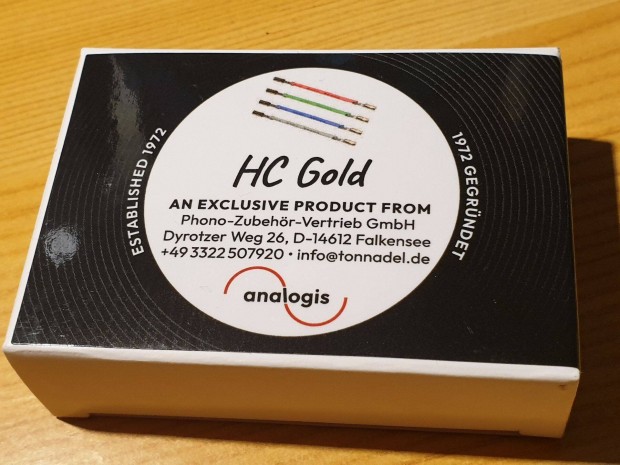 ESTABLISHED 1972
1972 GEGRÜNDET
HC Gold
AN EXCLUSIVE PRODUCT FROM
Phono-Zubehör-Vertrieb GmbH
Dyrotzer Weg 26, D-14612 Falkensee
+49 3322 507920 • info@tonnadel.de
analogis